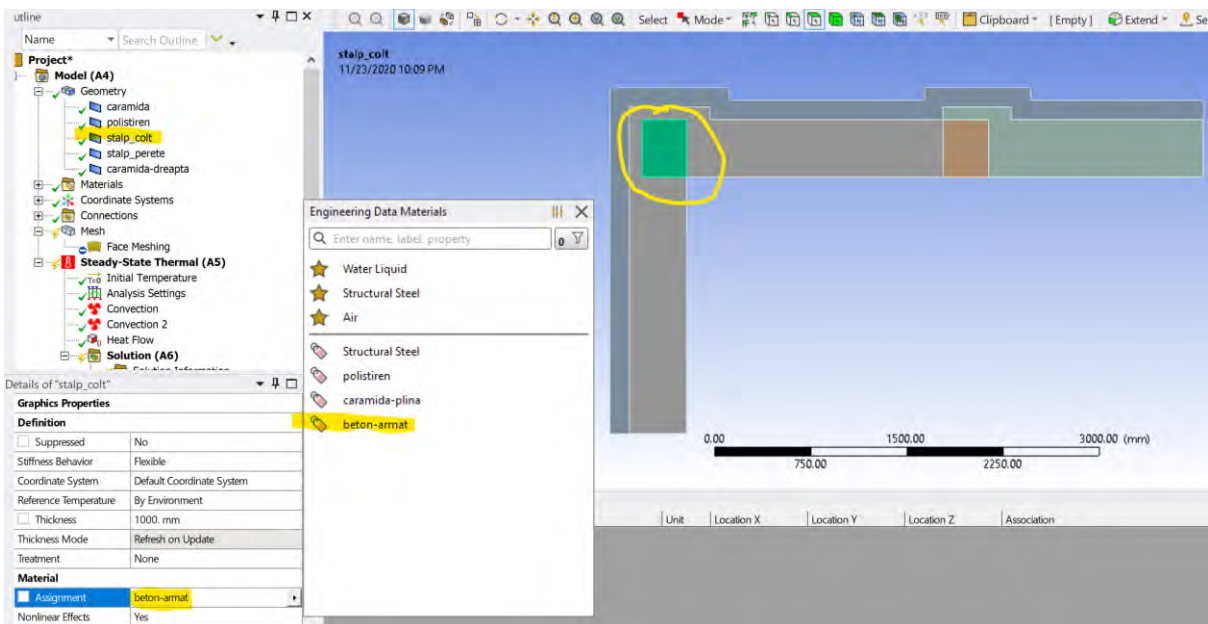 utline
Name
Search Outline
Project*
Model (A4)
Geometry
caramida
polistiren
stalp_colt
stalp_perete
caramida-dreapta
Materials
Coordinate Systems
Connections
Mesh
Face Meshing
Steady-State Thermal (A5)
Initial Temperature
Analysis Settings
Convection
Convection 2
Heat Flow
Solution (A6)
Solution Information
Details of "stalp_colt"
Graphics Properties
Definition
Suppressed No
Stiffness Behavior Flexible
Coordinate System Default Coordinate System
Reference Temperature By Environment
Thickness 1000. mm
Thickness Mode Refresh on Update
Treatment None
Material
Assignment beton-armat
Nonlinear Effects Yes
Engineering Data Materials
Enter name, label, property
0
Water Liquid
Structural Steel
Air
Structural Steel
polistiren
caramida-plina
beton-armat
Select Mode Clipboard [Empty] Extend Se
stalp_colt
11/23/2020 10:09 PM
0.00 1500.00 3000.00 (mm)
750.00 2250.00
Unit Location X Location Y Location Z Association